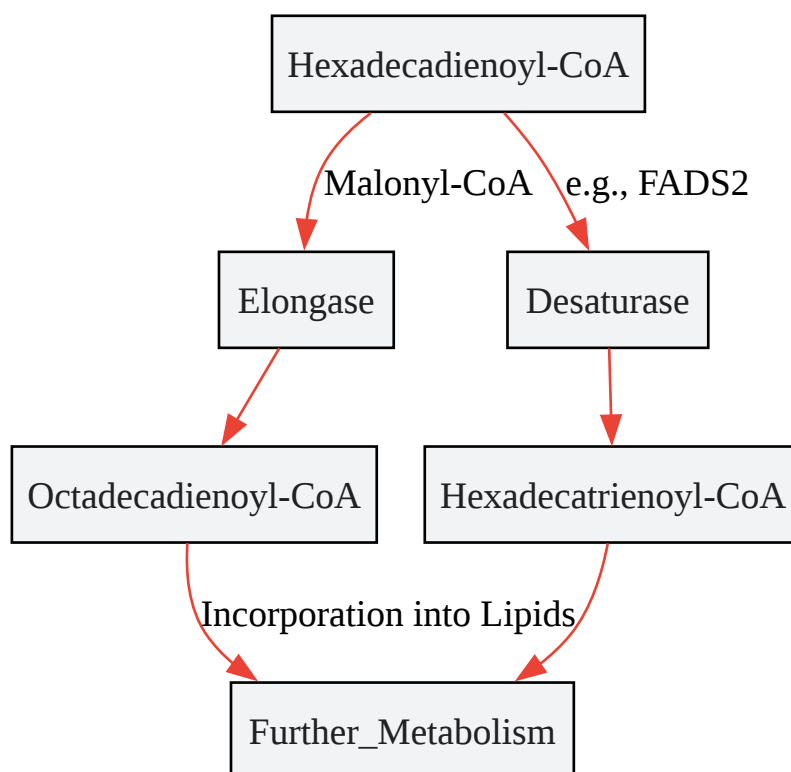 Hexadecadienoyl-CoA
Malonyl-CoA
e.g., FADS2
Elongase
Desaturase
Octadecadienoyl-CoA
Hexadecatrienoyl-CoA
Incorporation into Lipids
Further_Metabolism